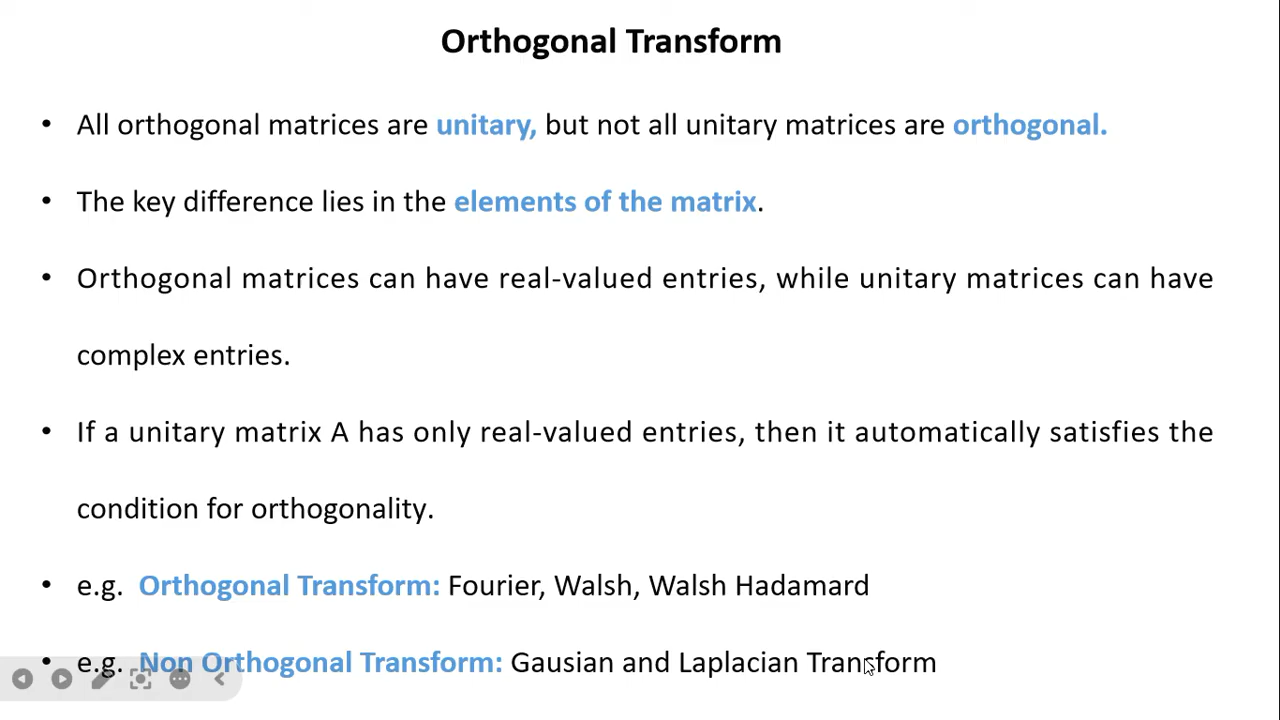 Orthogonal Transform
• All orthogonal matrices are unitary, but not all unitary matrices are orthogonal.
• The key difference lies in the elements of the matrix.
• Orthogonal matrices can have real-valued entries, while unitary matrices can have
complex entries.
• If a unitary matrix A has only real-valued entries, then it automatically satisfies the
condition for orthogonality.
• e.g. Orthogonal Transform: Fourier, Walsh, Walsh Hadamard
• e.g. Non Orthogonal Transform: Gausian and Laplacian Transform